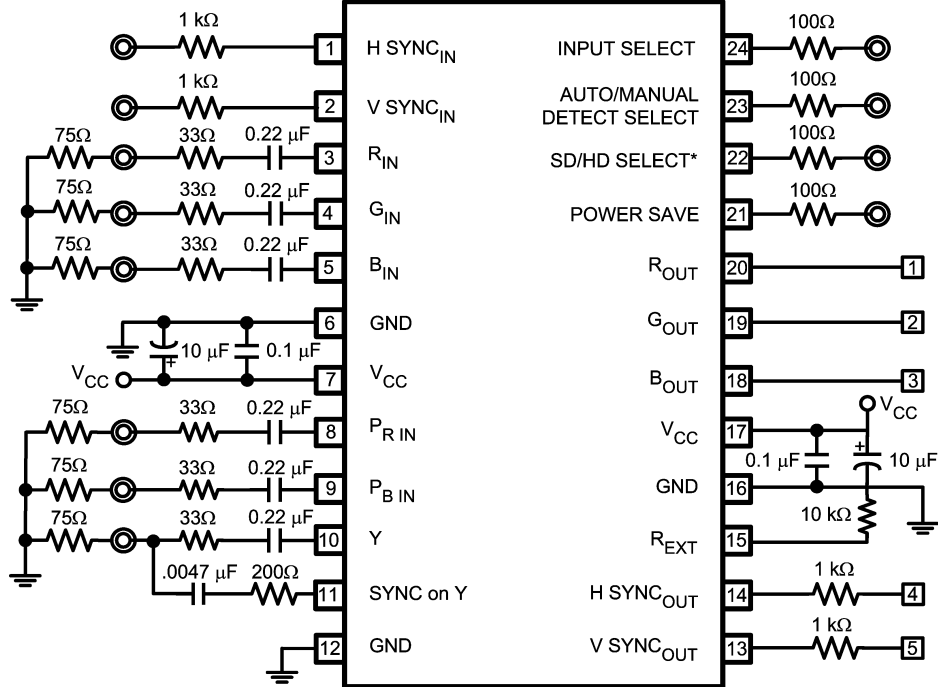 1 kΩ 1 H SYNC_IN INPUT SELECT 24 100Ω
1 kΩ 2 V SYNC_IN AUTO/MANUAL DETECT SELECT 23 100Ω
75Ω 33Ω 0.22 μF 3 R_IN SD/HD SELECT* 22 100Ω
75Ω 33Ω 0.22 μF 4 G_IN POWER SAVE 21 100Ω
75Ω 33Ω 0.22 μF 5 B_IN R_OUT 20 1
6 GND G_OUT 19 2
10 μF + 0.1 μF
V_CC 7 V_CC B_OUT 18 3
V_CC
75Ω 33Ω 0.22 μF 8 P_R IN V_CC 17
0.1 μF + 10 μF
75Ω 33Ω 0.22 μF 9 P_B IN GND 16
10 kΩ
75Ω 33Ω 0.22 μF 10 Y R_EXT 15
.0047 μF 200Ω 11 SYNC on Y H SYNC_OUT 14 1 kΩ 4
12 GND V SYNC_OUT 13 1 kΩ 5